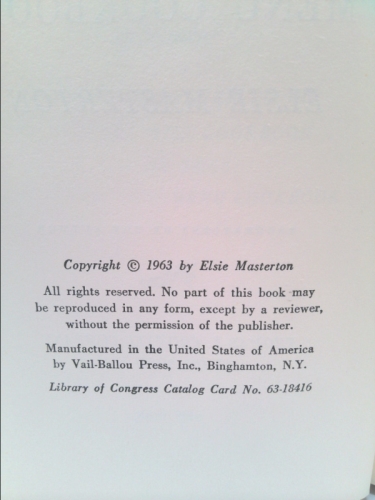 Copyright © 1963 by Elsie Masterton
All rights reserved. No part of this book may
be reproduced in any form, except by a reviewer,
without the permission of the publisher.
Manufactured in the United States of America
by Vail-Ballou Press, Inc., Binghamton, N.Y.
Library of Congress Catalog Card No. 63-18416